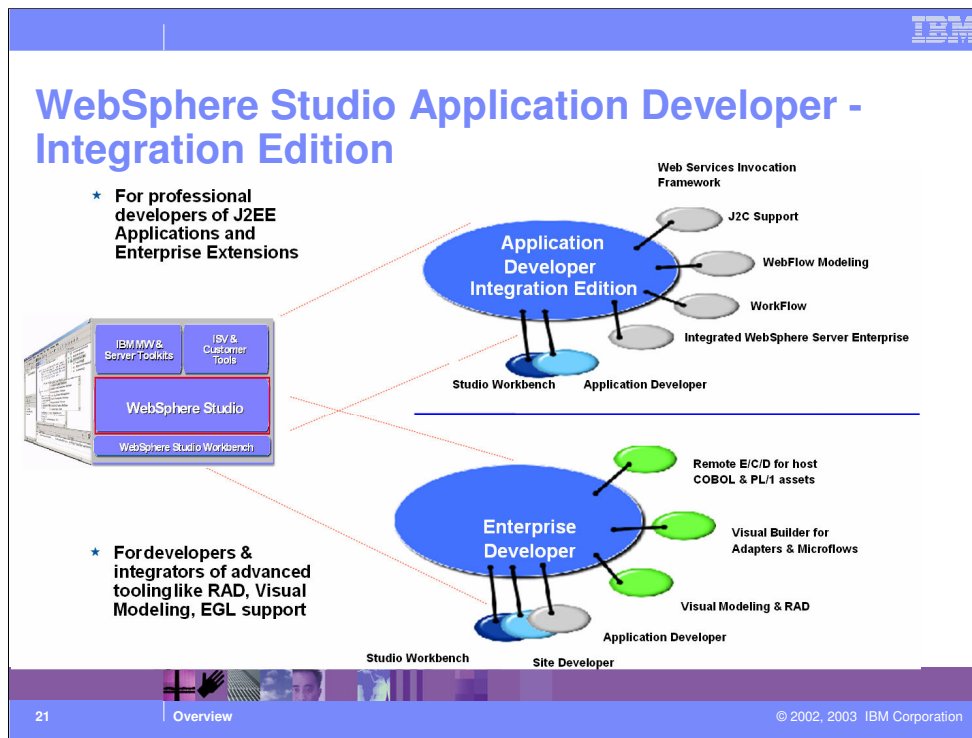 IBM
WebSphere Studio Application Developer -
Integration Edition
Web Services Invocation
Framework
★ For professional
developers of J2EE
Applications and
Enterprise Extensions
Application
Developer
Integration Edition
J2C Support
WebFlow Modeling
WorkFlow
Integrated WebSphere Server Enterprise
Studio Workbench
Application Developer
IBM MW &
Server Toolkits
ISV &
Customer
Tools
WebSphere Studio
WebSphere Studio Workbench
Enterprise
Developer
Remote E/C/D for host
COBOL & PL/1 assets
Visual Builder for
Adapters & Microflows
Visual Modeling & RAD
Application Developer
Studio Workbench
Site Developer
★ For developers &
integrators of advanced
tooling like RAD, Visual
Modeling, EGL support
21
Overview
© 2002, 2003 IBM Corporation